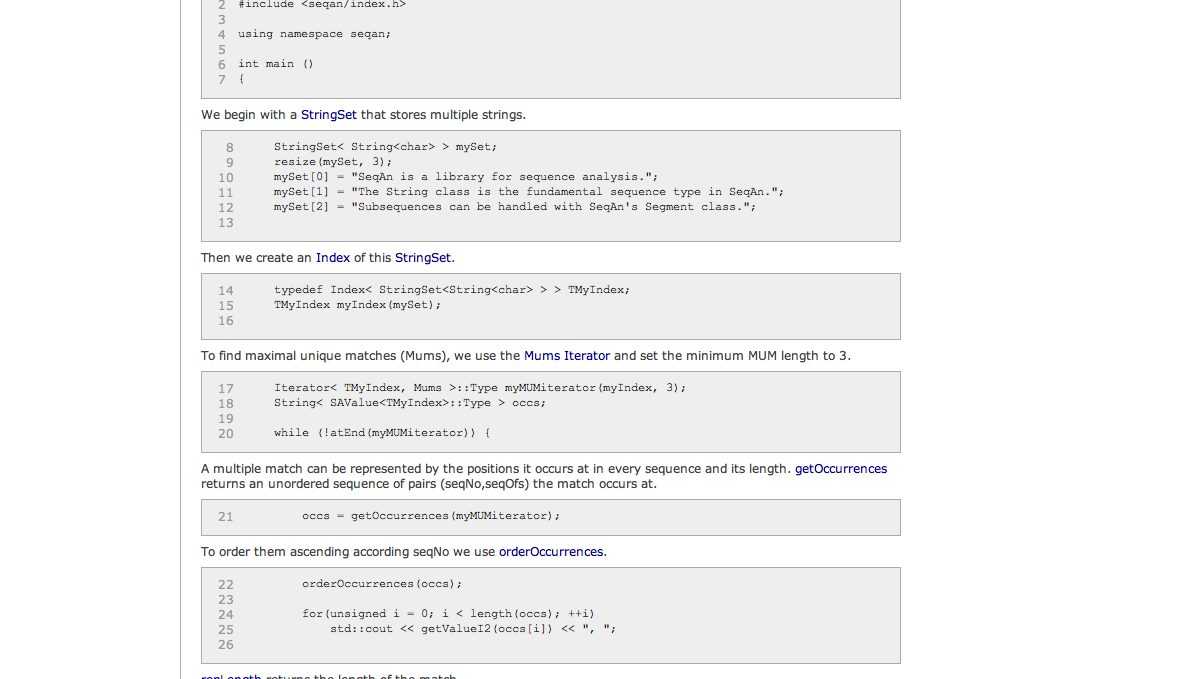 2 #include <seqan/index.h>
3
4 using namespace seqan;
5
6 int main ()
7 {
We begin with a StringSet that stores multiple strings.
8 StringSet< String<char> > mySet;
9 resize(mySet, 3);
10 mySet[0] = "SeqAn is a library for sequence analysis.";
11 mySet[1] = "The String class is the fundamental sequence type in SeqAn.";
12 mySet[2] = "Subsequences can be handled with SeqAn's Segment class.";
13
Then we create an Index of this StringSet.
14 typedef Index< StringSet<String<char> > > TMyIndex;
15 TMyIndex myIndex(mySet);
16
To find maximal unique matches (Mums), we use the Mums Iterator and set the minimum MUM length to 3.
17 Iterator< TMyIndex, Mums >::Type myMUMiterator(myIndex, 3);
18 String< SAValue<TMyIndex>::Type > occs;
19
20 while (!atEnd(myMUMiterator)) {
A multiple match can be represented by the positions it occurs at in every sequence and its length. getOccurrences
returns an unordered sequence of pairs (seqNo,seqOfs) the match occurs at.
21 occs = getOccurrences(myMUMiterator);
To order them ascending according seqNo we use orderOccurrences.
22 orderOccurrences(occs);
23
24 for(unsigned i = 0; i < length(occs); ++i)
25 std::cout << getValueI2(occs[i]) << ", ";
26
repLength returns the length of the match.